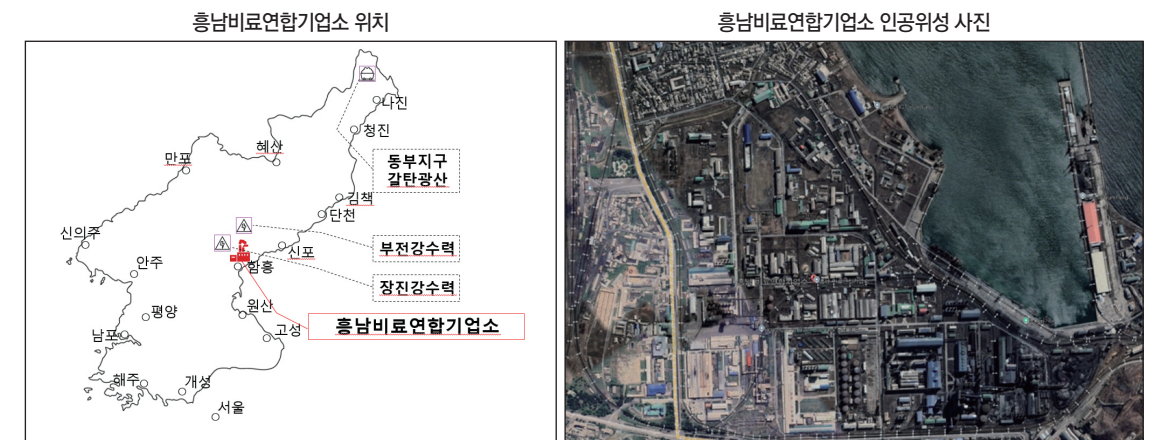 흥남비료연합기업소 위치
흥남비료연합기업소 인공위성 사진
나진
청진
혜산
만포
동부지구
갈탄광산
김책
단천
신의주
부전강수력
신포
안주
함흥
장진강수력
원산
평양
흥남비료연합기업소
남포
고성
해주
개성
서울